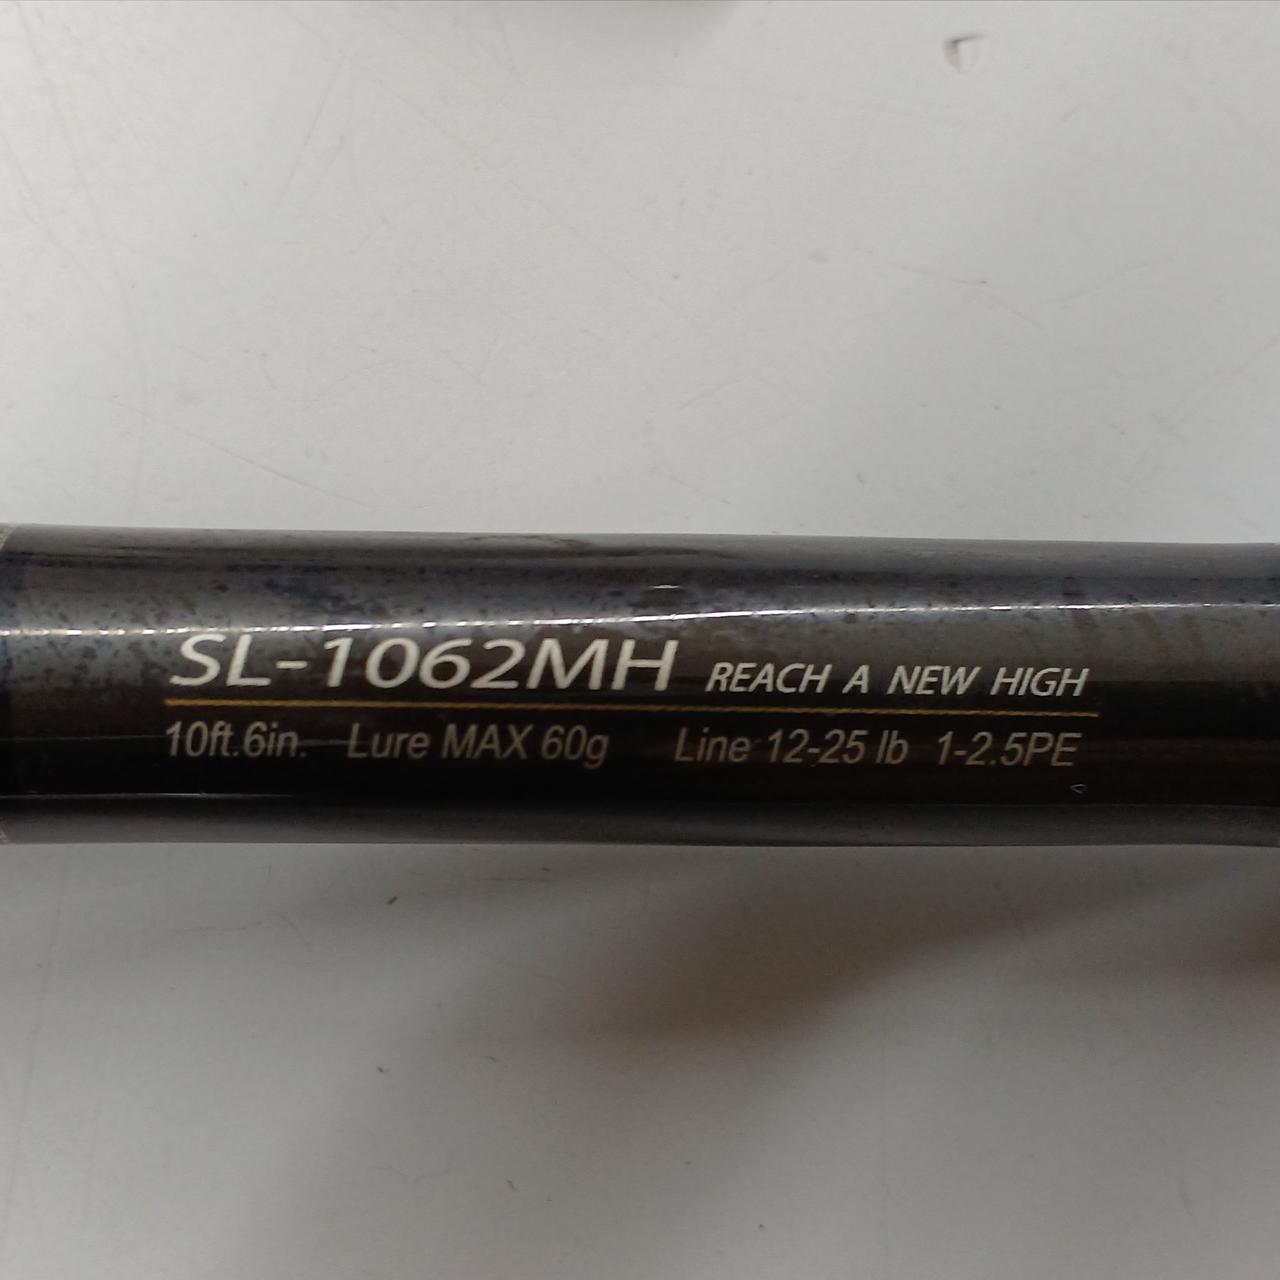 SL-1062MH REACH A NEW HIGH
10ft.6in. Lure MAX 60g Line 12-25 lb 1-2.5PE